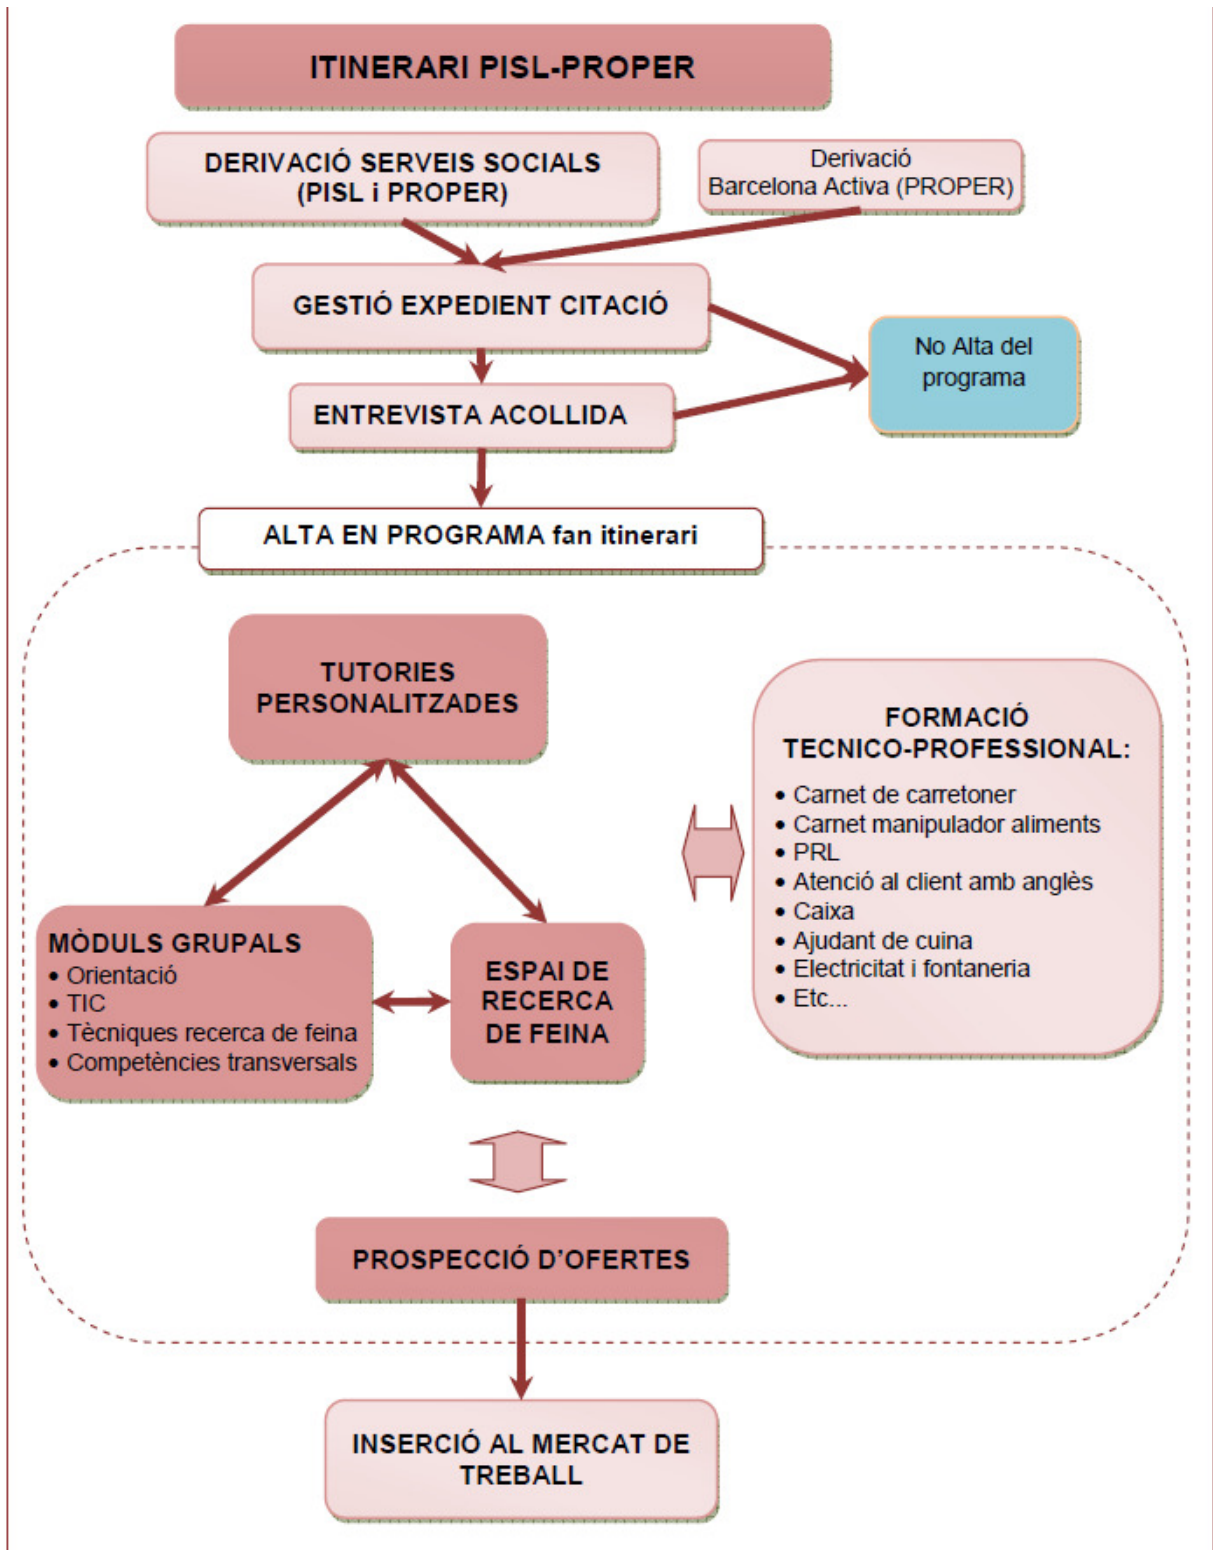 ITINERARI PISL-PROPER
DERIVACIÓ SERVEIS SOCIALS
(PISL i PROPER)
Derivació
Barcelona Activa (PROPER)
GESTIÓ EXPEDIENT CITACIÓ
No Alta del
programa
ENTREVISTA ACOLLIDA
ALTA EN PROGRAMA fan itinerari
TUTORIES
PERSONALITZADES
FORMACIÓ
TECNICO-PROFESSIONAL:
• Carnet de carretoner
• Carnet manipulador aliments
• PRL
• Atenció al client amb anglès
• Caixa
• Ajudant de cuina
• Electricitat i fontaneria
• Etc...
MÒDULS GRUPALS
• Orientació
• TIC
• Tècniques recerca de feina
• Competències transversals
ESPAI DE
RECERCA
DE FEINA
PROSPECCIÓ D'OFERTES
INSERCIÓ AL MERCAT DE
TREBALL